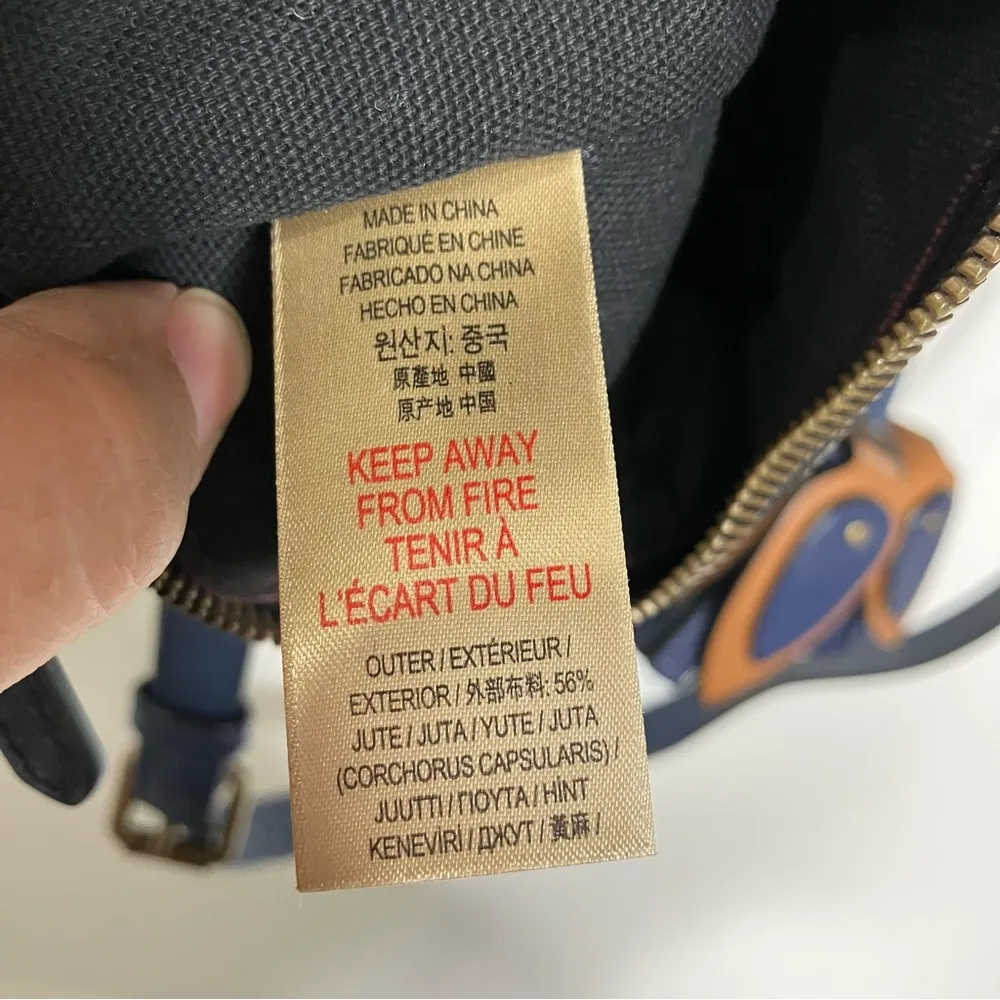 MADE IN CHINA
FABRIQUÉ EN CHINE
FABRICADO NA CHINA
HECHO EN CHINA
원산지: 중국
原產地 中國
原产地 中国
KEEP AWAY
FROM FIRE
TENIR À
L'ÉCART DU FEU
OUTER / EXTÉRIEUR /
EXTERIOR / 外部布料: 56%
JUTE / JUTA / YUTE / JUTA
(CORCHORUS CAPSULARIS) /
JUUTTI / ΓΙΟΥΤΑ / HİNT
KENEVİRİ / ДЖУТ / 黃麻 /